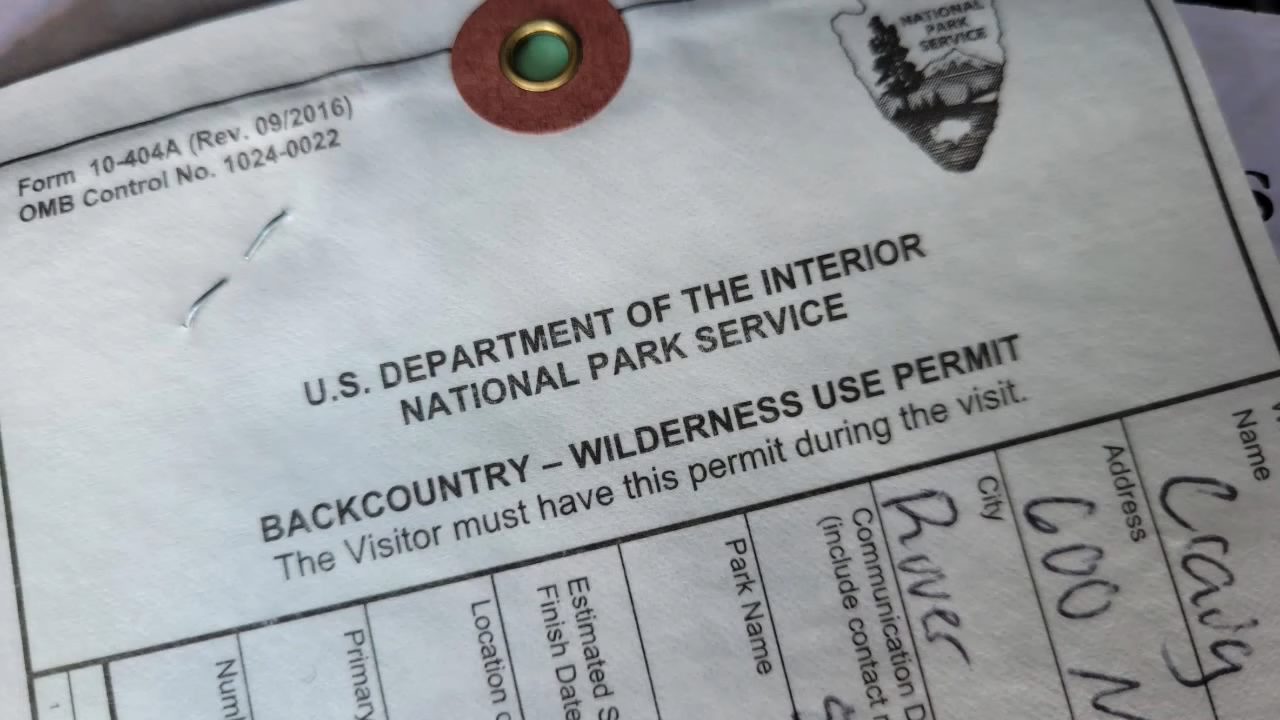 NATIONAL
PARK
SERVICE
Form 10-404A (Rev. 09/2016)
OMB Control No. 1024-0022
U.S. DEPARTMENT OF THE INTERIOR
NATIONAL PARK SERVICE
BACKCOUNTRY – WILDERNESS USE PERMIT
The Visitor must have this permit during the visit.
Name
Craig
Address
600 N
City
Communication D
(include contact
Park Name
Estimated S
Finish Date
Location
Primary
Num